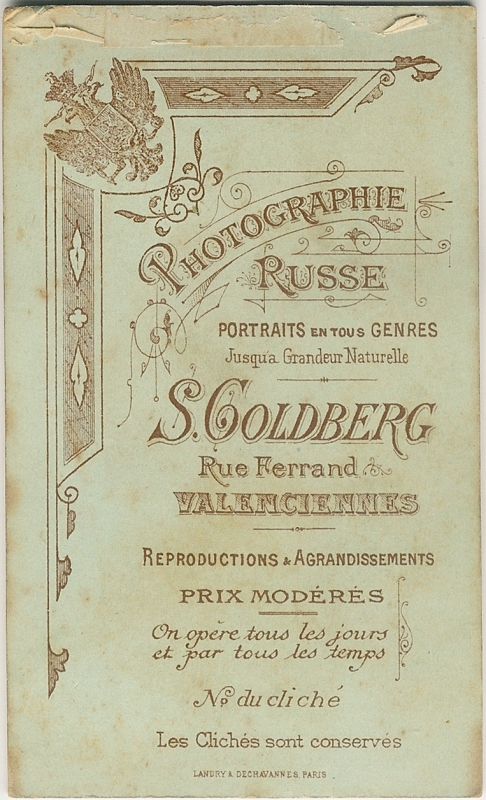 PHOTOGRAPHIE
RUSSE
PORTRAITS EN TOUS GENRES
Jusqu'a Grandeur Naturelle
S. GOLDBERG
Rue Ferrand
VALENCIENNES
REPRODUCTIONS & AGRANDISSEMENTS
PRIX MODÉRÉS
On opère tous les jours
et par tous les temps
No. du cliché
Les Clichés sont conservés
LANDRY & DECHAVANNES. PARIS.